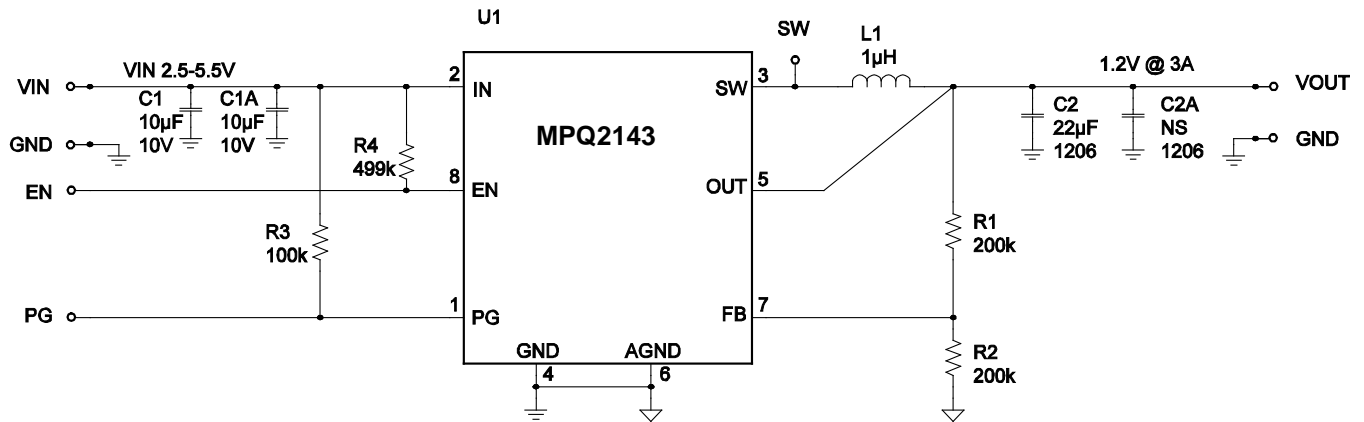 U1
SW
L1
1µH
VIN
VIN 2.5-5.5V
2
IN
SW
3
1.2V @ 3A
VOUT
C1
10µF
10V
C1A
10µF
10V
MPQ2143
C2
22µF
1206
C2A
NS
1206
GND
GND
R4
499k
EN
8
EN
OUT
5
R3
100k
R1
200k
PG
1
PG
FB
7
GND
4
AGND
6
R2
200k